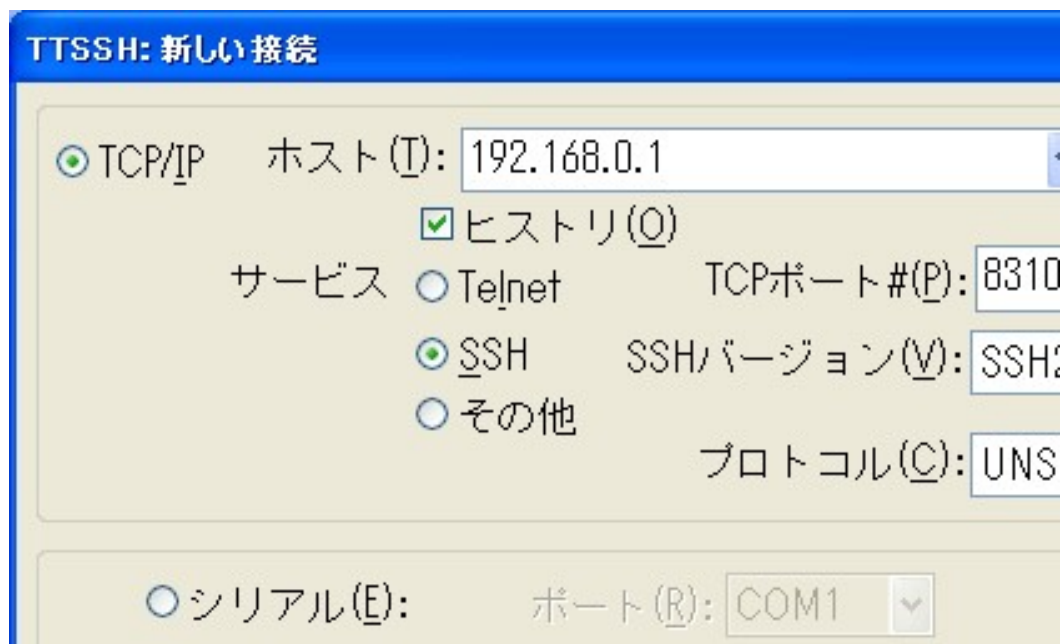 TTSSH: 新しい接続
TCP/IP ホスト(T): 192.168.0.1
ヒストリ(O)
サービス Telnet TCPポート#(P): 8310
SSH SSHバージョン(V): SSH2
その他
プロトコル(C): UNS
シリアル(E): ポート(R): COM1